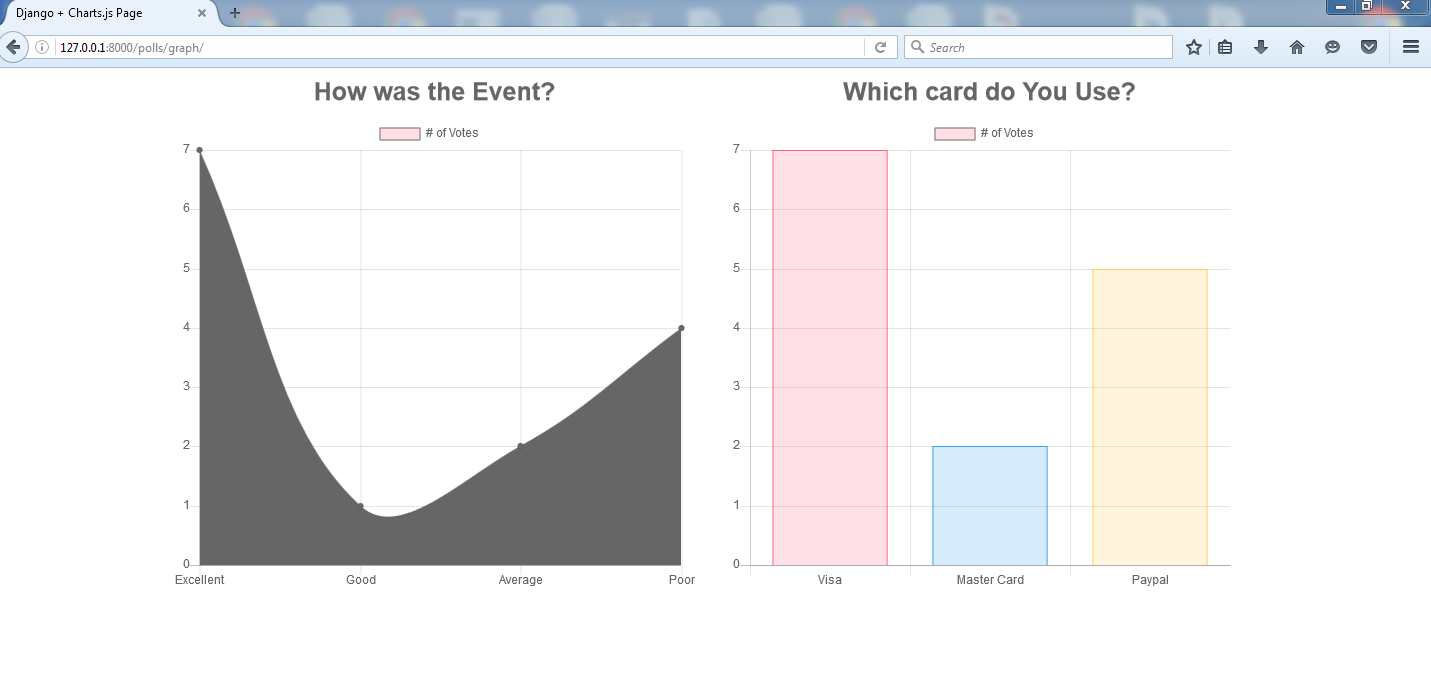 Django + Charts.js Page
127.0.0.1:8000/polls/graph/
Search
How was the Event?
# of Votes
7
6
5
4
3
2
1
0
Excellent Good Average Poor
Which card do You Use?
# of Votes
7
6
5
4
3
2
1
0
Visa Master Card Paypal